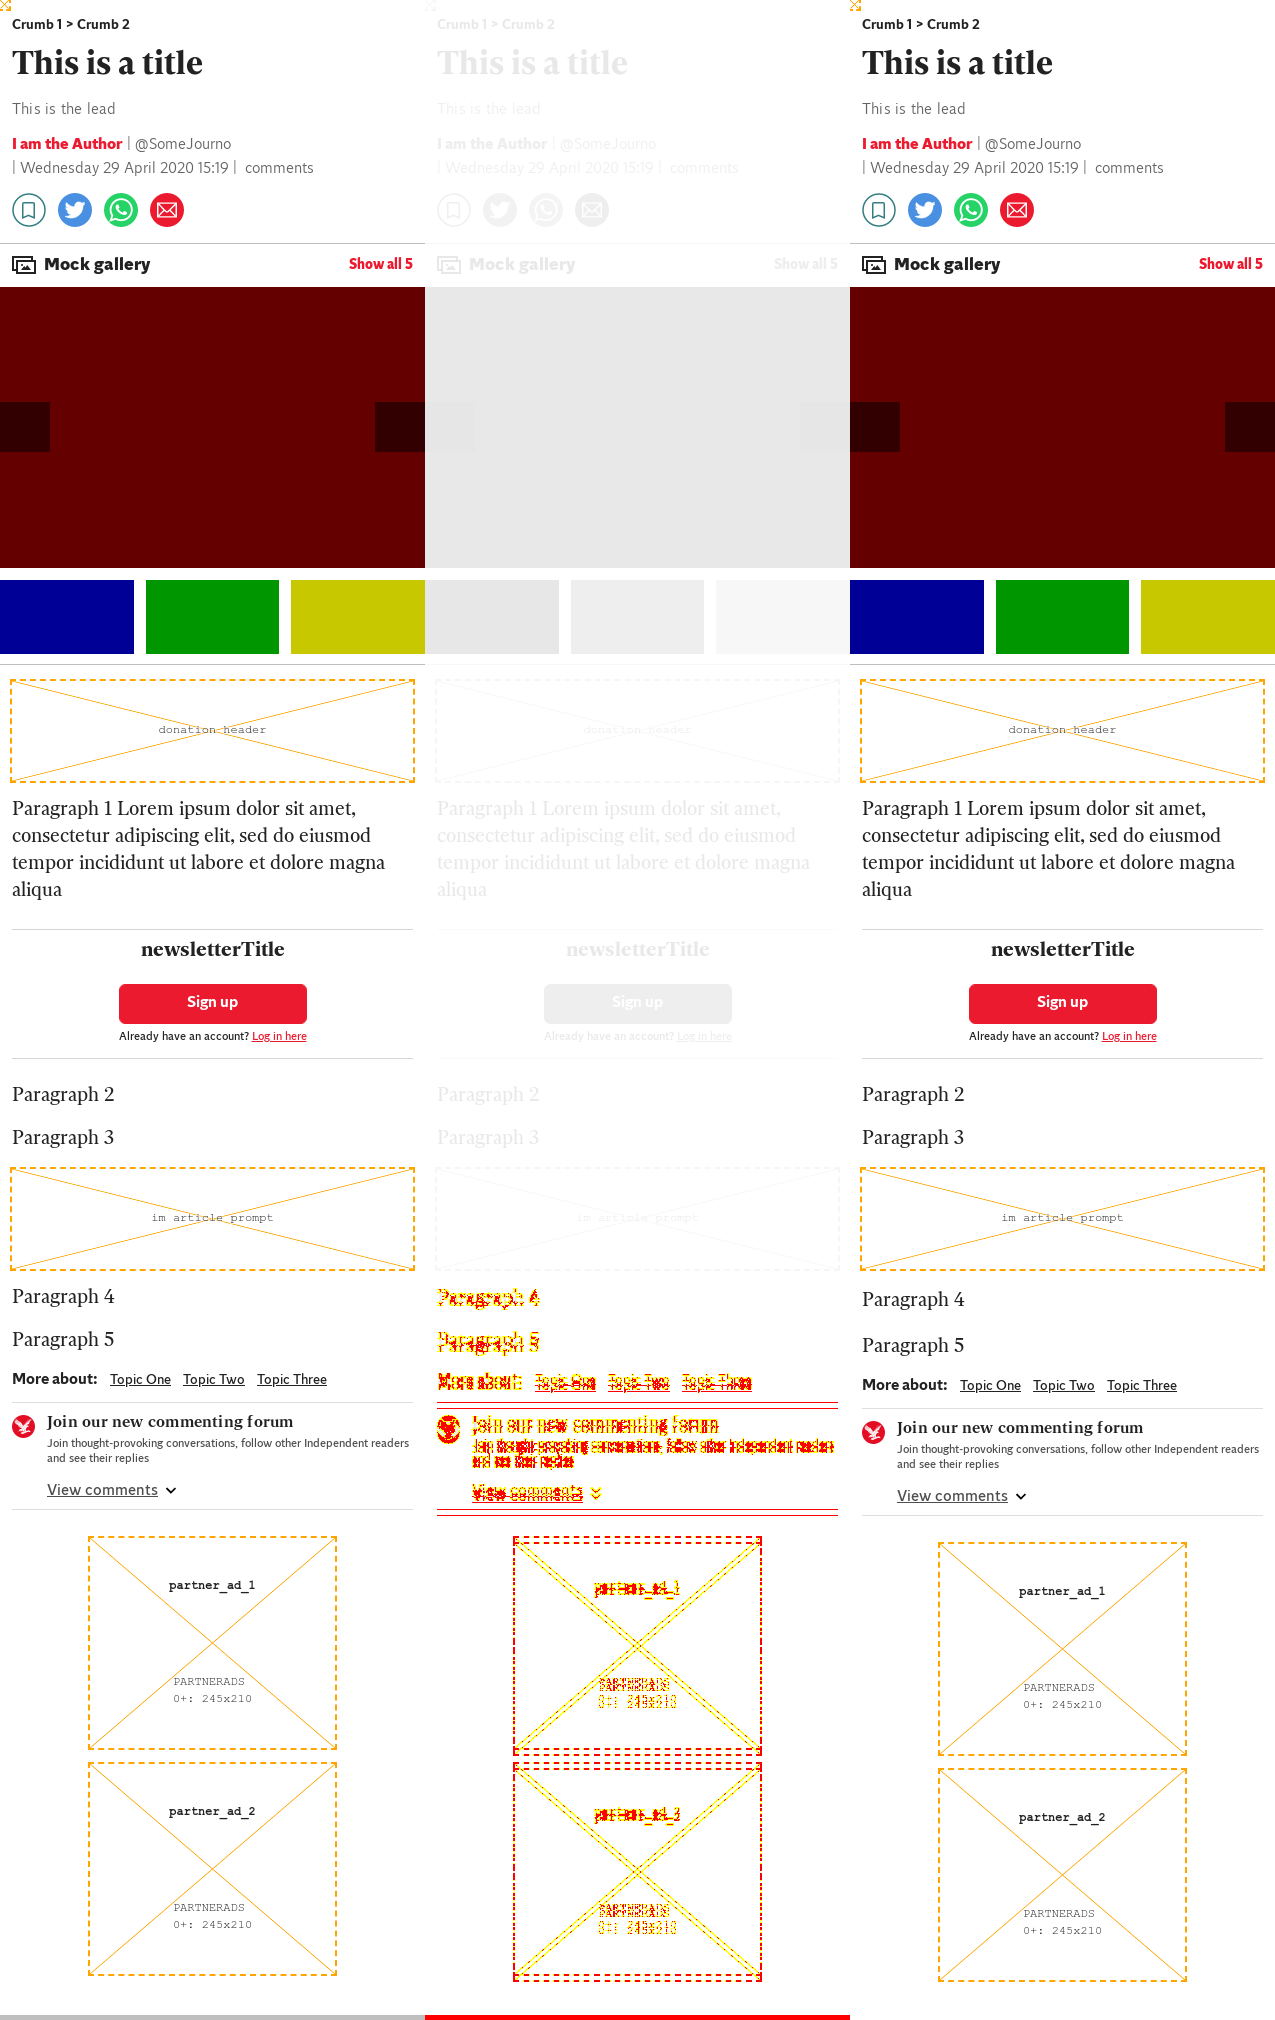 Crumb 1 > Crumb 2
This is a title
This is the lead
I am the Author | @SomeJourno
| Wednesday 29 April 2020 15:19 | comments
Mock gallery
Show all 5
donation header
Paragraph 1 Lorem ipsum dolor sit amet,
consectetur adipiscing elit, sed do eiusmod
tempor incididunt ut labore et dolore magna
aliqua
newsletterTitle
Sign up
Already have an account? Log in here
Paragraph 2
Paragraph 3
im article prompt
Paragraph 4
Paragraph 5
More about: Topic One Topic Two Topic Three
Join our new commenting forum
Join thought-provoking conversations, follow other Independent readers
and see their replies
View comments
partner_ad_1
PARTNERADS
0+: 245x210
partner_ad_2
PARTNERADS
0+: 245x210
Crumb 1 > Crumb 2
This is a title
This is the lead
I am the Author | @SomeJourno
| Wednesday 29 April 2020 15:19 | comments
Mock gallery
Show all 5
donation header
Paragraph 1 Lorem ipsum dolor sit amet,
consectetur adipiscing elit, sed do eiusmod
tempor incididunt ut labore et dolore magna
aliqua
newsletterTitle
Sign up
Already have an account? Log in here
Paragraph 2
Paragraph 3
im article prompt
Paragraph 4
Paragraph 5
More about: Topic One Topic Two Topic Three
Join our new commenting forum
View comments
partner_ad_1
PARTNERADS
0+: 245x210
partner_ad_2
PARTNERADS
0+: 245x210
Crumb 1 > Crumb 2
This is a title
This is the lead
I am the Author | @SomeJourno
| Wednesday 29 April 2020 15:19 | comments
Mock gallery
Show all 5
donation header
Paragraph 1 Lorem ipsum dolor sit amet,
consectetur adipiscing elit, sed do eiusmod
tempor incididunt ut labore et dolore magna
aliqua
newsletterTitle
Sign up
Already have an account? Log in here
Paragraph 2
Paragraph 3
im article prompt
Paragraph 4
Paragraph 5
More about: Topic One Topic Two Topic Three
Join our new commenting forum
Join thought-provoking conversations, follow other Independent readers
and see their replies
View comments
partner_ad_1
PARTNERADS
0+: 245x210
partner_ad_2
PARTNERADS
0+: 245x210